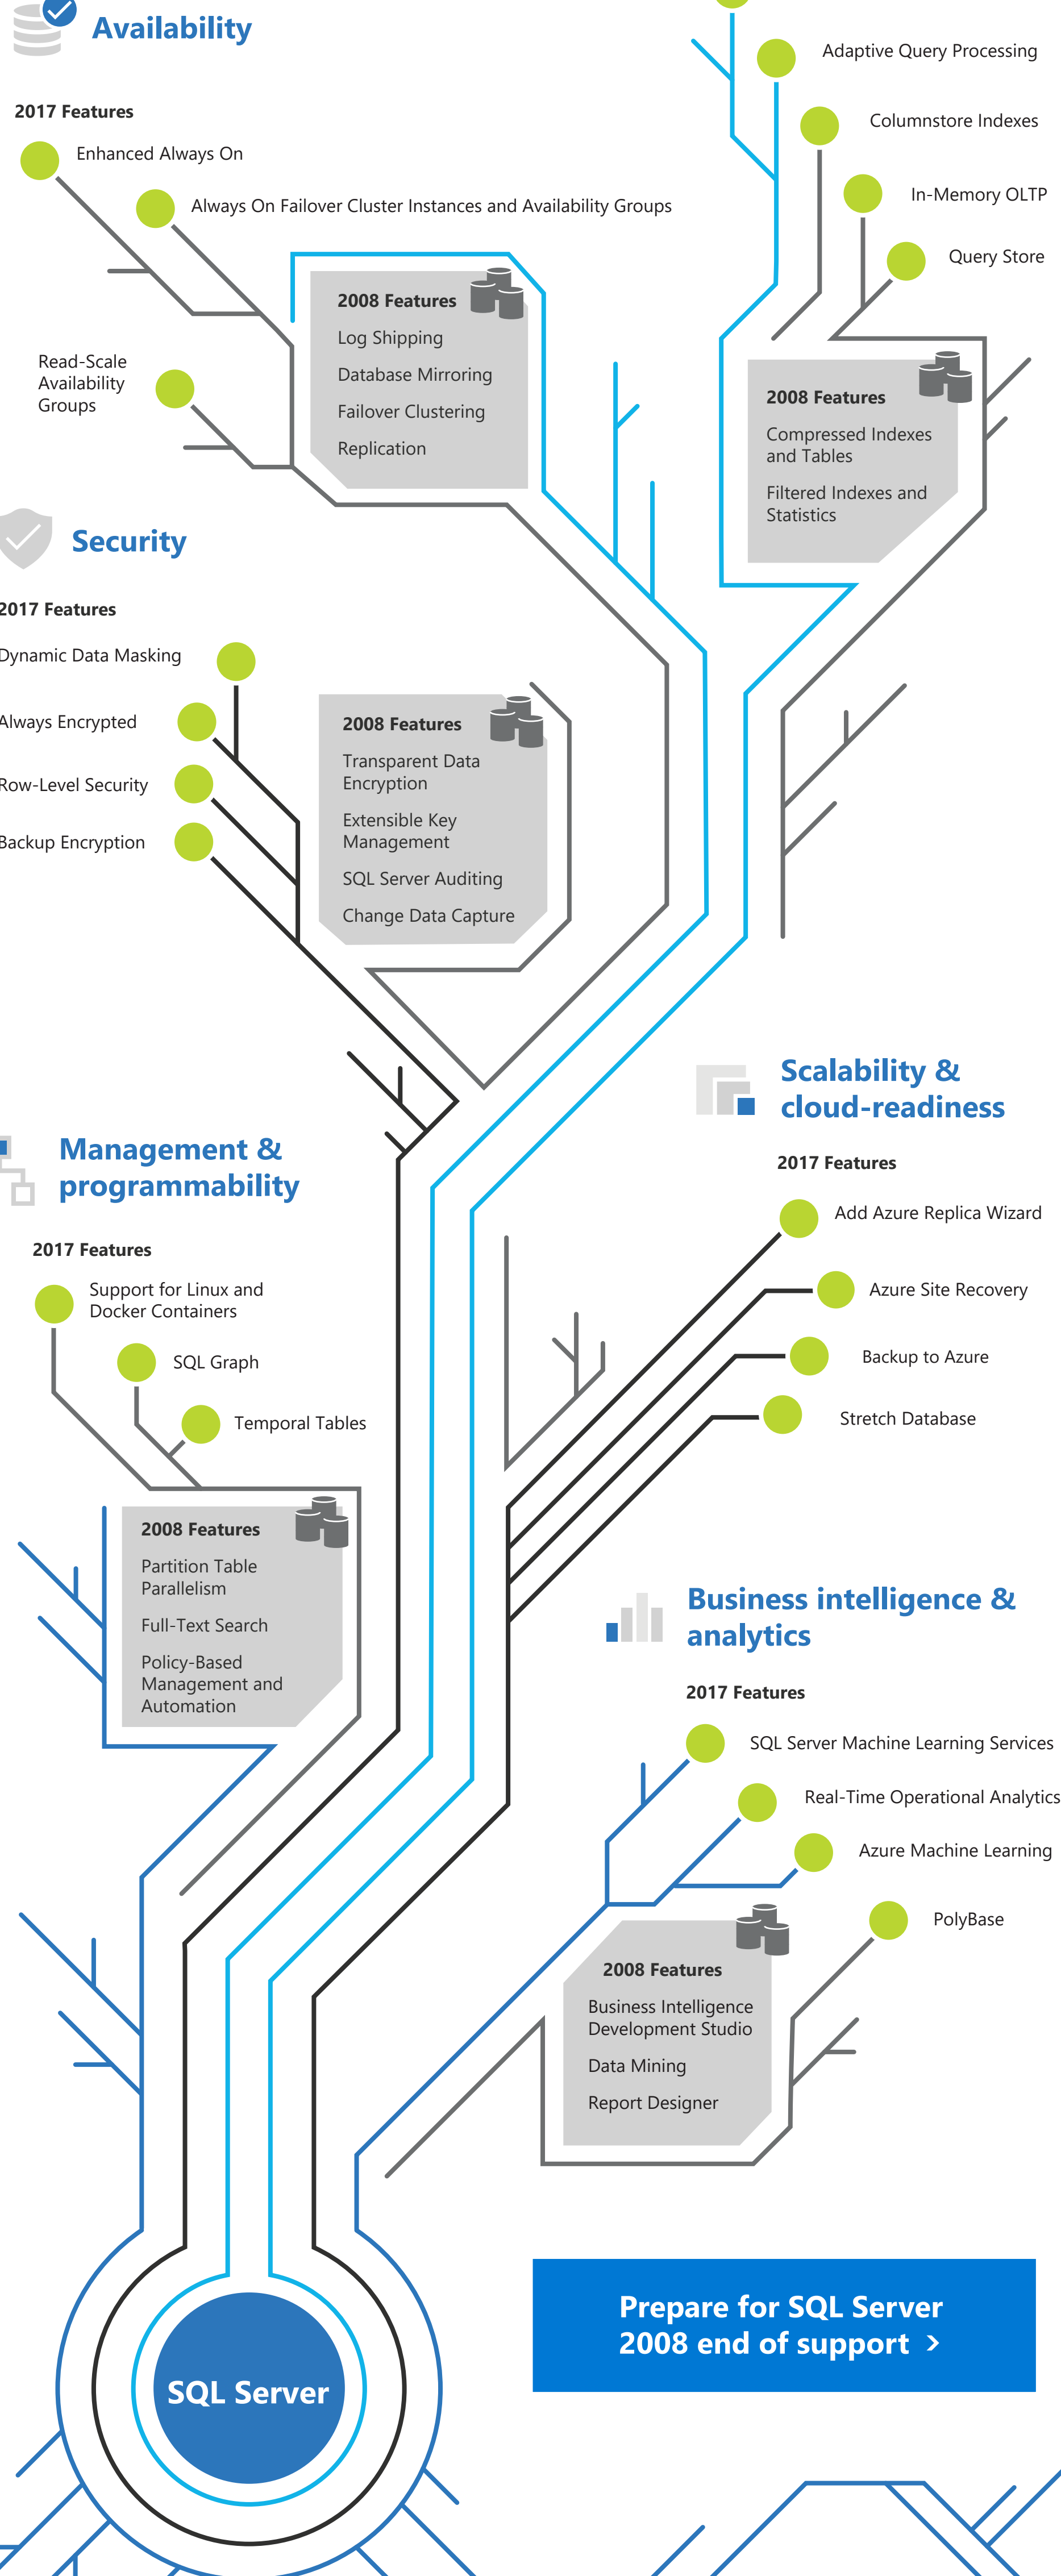 Availability
2017 Features
Enhanced Always On
Always On Failover Cluster Instances and Availability Groups
Read-Scale
Availability
Groups
2008 Features
Log Shipping
Database Mirroring
Failover Clustering
Replication
Adaptive Query Processing
Columnstore Indexes
In-Memory OLTP
Query Store
2008 Features
Compressed Indexes
and Tables
Filtered Indexes and
Statistics
Security
2017 Features
Dynamic Data Masking
Always Encrypted
Row-Level Security
Backup Encryption
2008 Features
Transparent Data
Encryption
Extensible Key
Management
SQL Server Auditing
Change Data Capture
Scalability &
cloud-readiness
2017 Features
Add Azure Replica Wizard
Azure Site Recovery
Backup to Azure
Stretch Database
Management &
programmability
2017 Features
Support for Linux and
Docker Containers
SQL Graph
Temporal Tables
2008 Features
Partition Table
Parallelism
Full-Text Search
Policy-Based
Management and
Automation
Business intelligence &
analytics
2017 Features
SQL Server Machine Learning Services
Real-Time Operational Analytics
Azure Machine Learning
PolyBase
2008 Features
Business Intelligence
Development Studio
Data Mining
Report Designer
Prepare for SQL Server
2008 end of support >
SQL Server